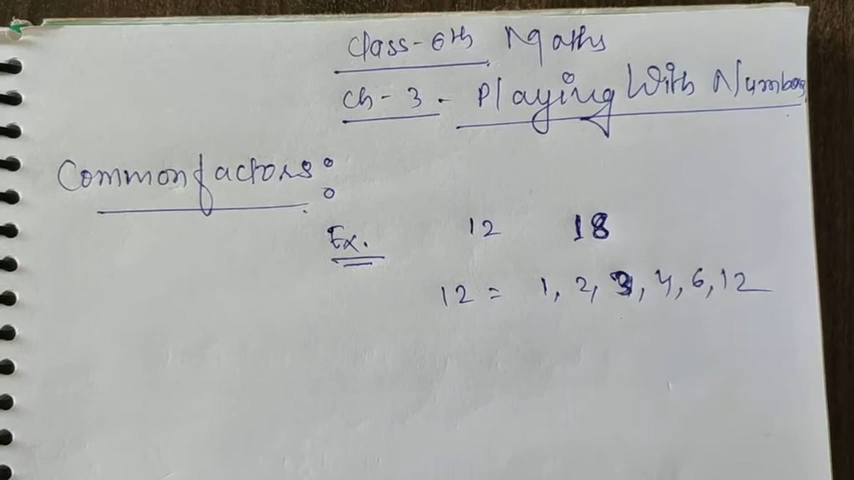 Class-6th Maths
Ch-3- Playing With Numbers
Common factors:
Ex. 12 18
12 = 1, 2, 3, 4, 6, 12